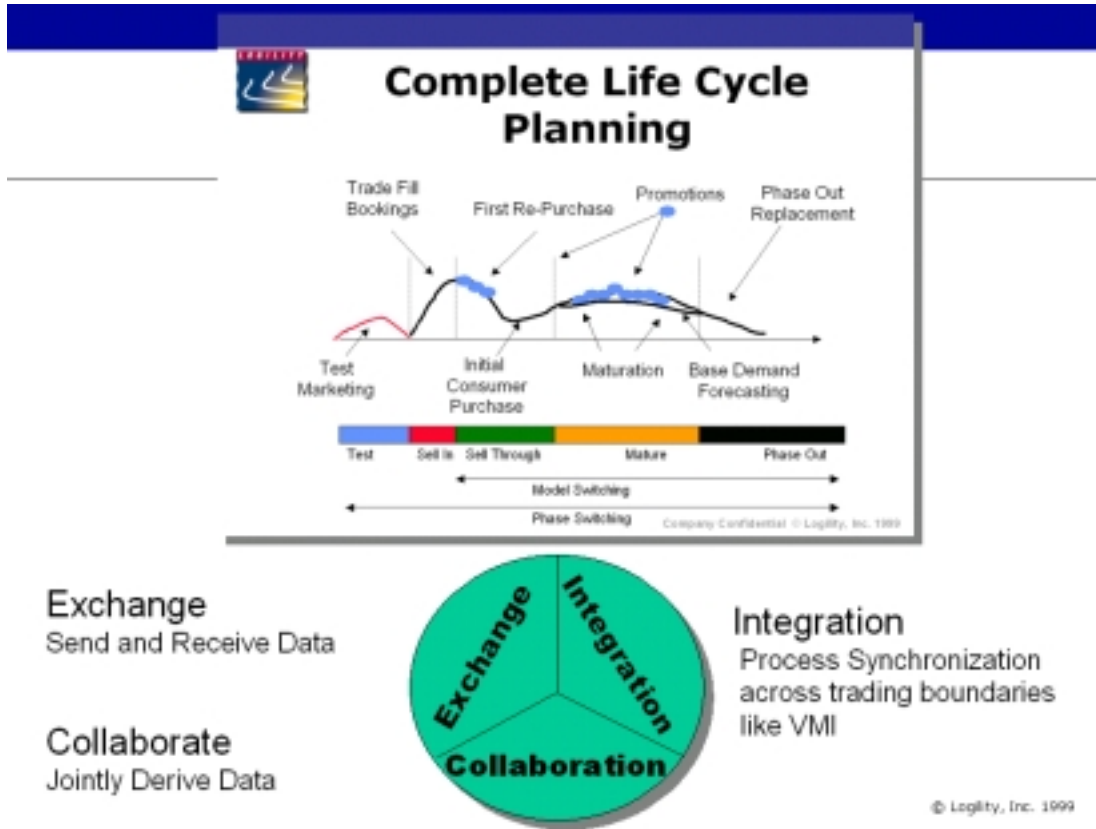 LOGILITY
Complete Life Cycle
Planning
Trade Fill
Bookings
First Re-Purchase
Promotions
Phase Out
Replacement
Test
Marketing
Initial
Consumer
Purchase
Maturation
Base Demand
Forecasting
Test
Sell In
Sell Through
Mature
Phase Out
Model Switching
Phase Switching
Company Confidential © Logility, Inc. 1999
Exchange
Send and Receive Data
Collaborate
Jointly Derive Data
Exchange
Integration
Collaboration
Integration
Process Synchronization
across trading boundaries
like VMI
© Logility, Inc. 1999